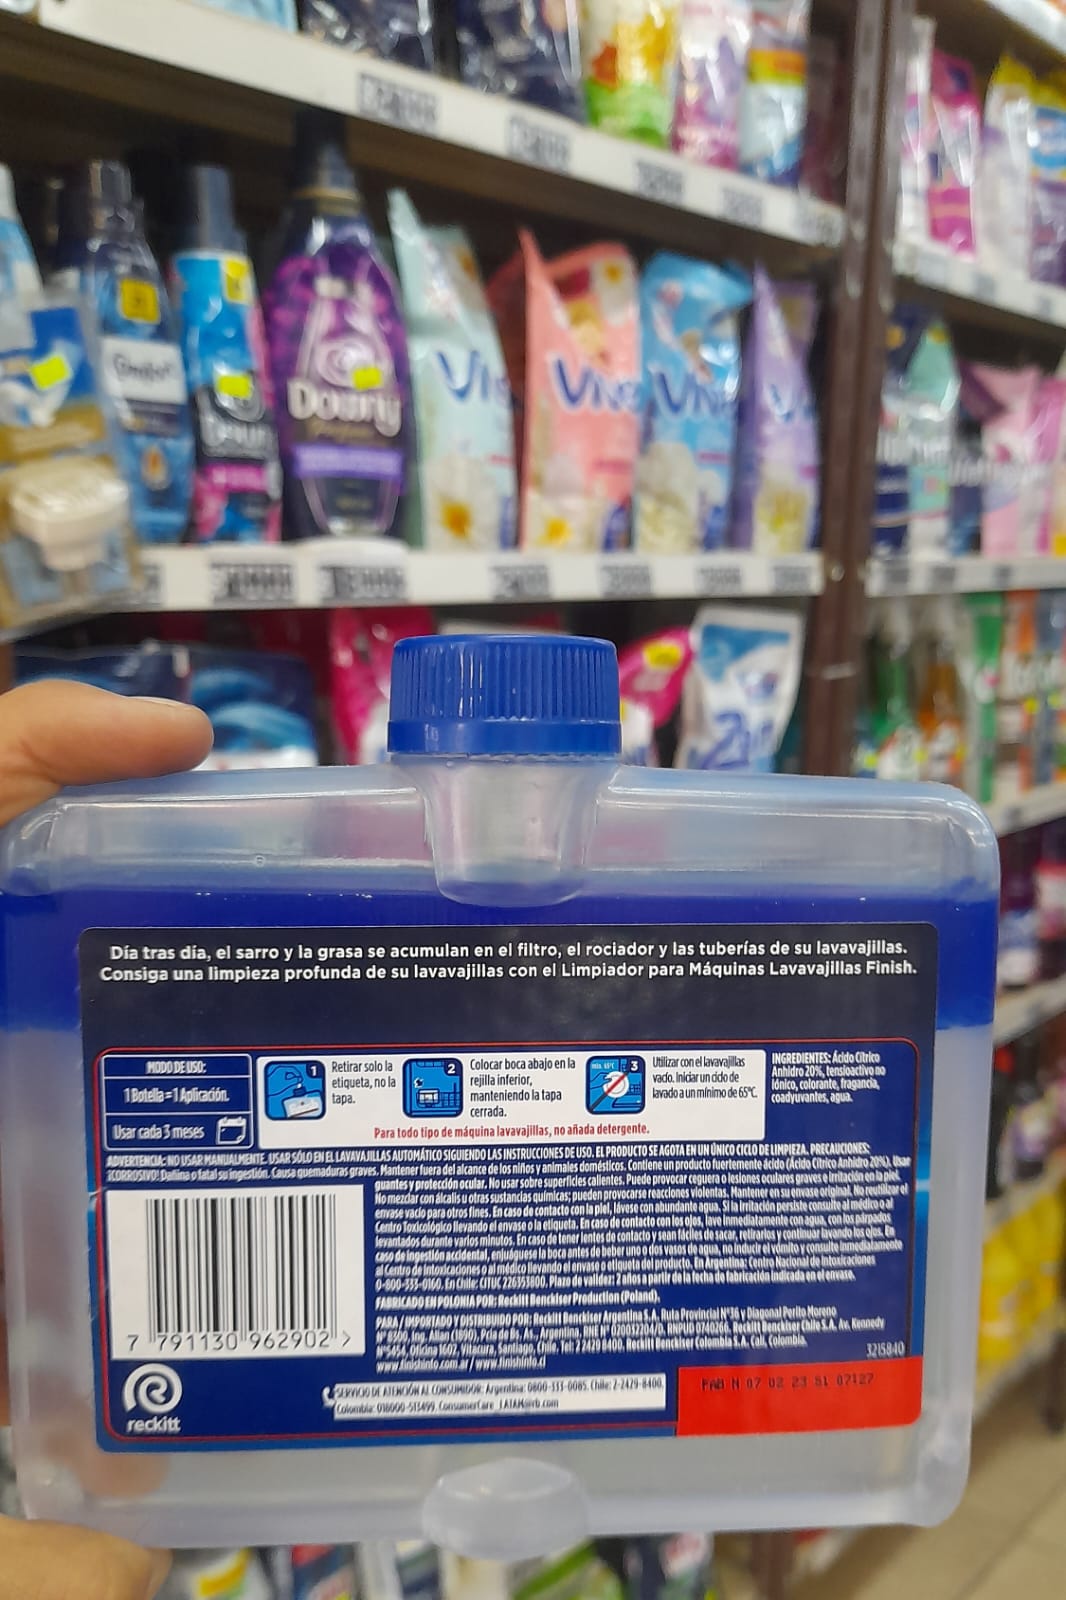 Downy
Vive
Vive
Día tras día, el sarro y la grasa se acumulan en el filtro, el rociador y las tuberías de su lavavajillas.
Consiga una limpieza profunda de su lavavajillas con el Limpiador para Máquinas Lavavajillas Finish.
MODO DE USO:
1 Botella = 1 Aplicación.
Usar cada 3 meses
1
Retirar solo la
etiqueta, no la
tapa.
2
Colocar boca abajo en la
rejilla inferior,
manteniendo la tapa
cerrada.
3
Utilizar con el lavavajillas
vacío. Iniciar un ciclo de
lavado a un mínimo de 65°C.
Para todo tipo de máquina lavavajillas, no añada detergente.
INGREDIENTES: Ácido Cítrico
Anhidro 20%, tensioactivo no
iónico, colorante, fragancia,
coadyuvantes, agua.
ADVERTENCIA: NO USAR MANUALMENTE. USAR SÓLO EN EL LAVAVAJILLAS AUTOMÁTICO SIGUIENDO LAS INSTRUCCIONES DE USO. EL PRODUCTO SE AGOTA EN UN ÚNICO CICLO DE LIMPIEZA. PRECAUCIONES:
¡CORROSIVO! Dañina o fatal su ingestión. Causa quemaduras graves. Mantener fuera del alcance de los niños y animales domésticos. Contiene un producto fuertemente ácido (Ácido Cítrico Anhidro 20%). Usar
guantes y protección ocular. No usar sobre superficies calientes. Puede provocar ceguera o lesiones oculares graves e irritación en la piel.
No mezclar con álcalis u otras sustancias químicas; pueden provocarse reacciones violentas. Mantener en su envase original. No reutilizar el
envase vacío para otros fines. En caso de contacto con la piel, lávese con abundante agua. Si la irritación persiste consulte al médico o al
Centro Toxicológico llevando el envase o la etiqueta. En caso de contacto con los ojos, lave inmediatamente con agua, con los párpados
levantados durante varios minutos. En caso de tener lentes de contacto y sean fáciles de sacar, retirarlos y continuar lavando los ojos. En
caso de ingestión accidental, enjuáguese la boca antes de beber uno o dos vasos de agua, no inducir el vómito y consulte inmediatamente
al Centro de Intoxicaciones o al médico llevando el envase o etiqueta del producto. En Argentina: Centro Nacional de Intoxicaciones
0-800-333-0160. En Chile: CITUC 226353800. Plazo de validez: 2 años a partir de la fecha de fabricación indicada en el envase.
FABRICADO EN POLONIA POR: Reckitt Benckiser Production (Poland).
PARA / IMPORTADO Y DISTRIBUIDO POR: Reckitt Benckiser Argentina S.A. Ruta Provincial N°36 y Diagonal Perito Moreno
N° 8300, Ing. Allan (1890), Pcia de Bs. As., Argentina, RNE N° 020032204/D. RNPUD 0740266. Reckitt Benckiser Chile S.A. Av. Kennedy
N°5454, Oficina 1602, Vitacura, Santiago, Chile, Tel: 2 2429 8400. Reckitt Benckiser Colombia S.A. Cali, Colombia.
www.finishinfo.com.ar / www.finishinfo.cl
3215840
7 791130 962902 >
reckitt
SERVICIO DE ATENCIÓN AL CONSUMIDOR: Argentina: 0800-333-0085. Chile: 2-2429-8400.
Colombia: 018000-513499. ConsumerCare_LATAM@rb.com
FAB N 07 02 23 S1 07127